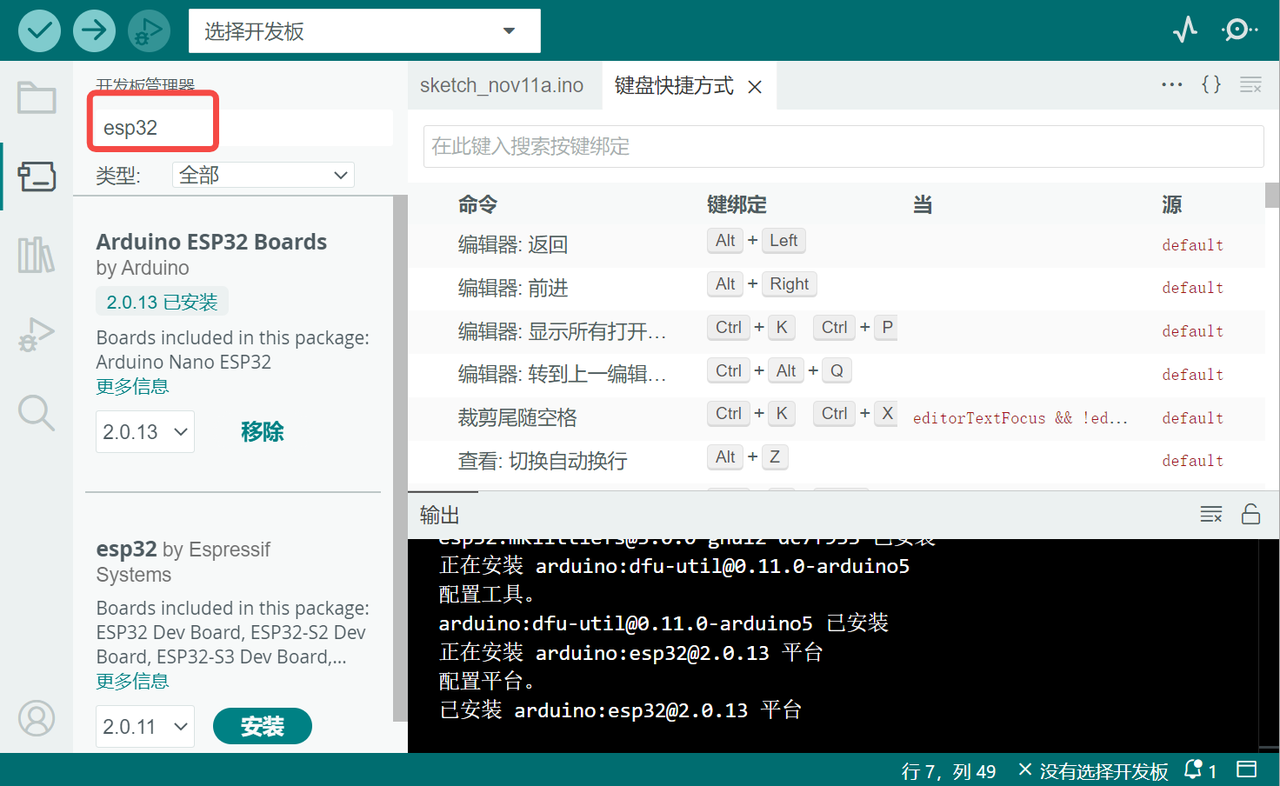 选择开发板
开发板管理器
esp32
类型: 全部
Arduino ESP32 Boards
by Arduino
2.0.13 已安装
Boards included in this package:
Arduino Nano ESP32
更多信息
2.0.13 移除
esp32 by Espressif
Systems
Boards included in this package:
ESP32 Dev Board, ESP32-S2 Dev
Board, ESP32-S3 Dev Board,...
更多信息
2.0.11 安装
sketch_nov11a.ino 键盘快捷方式
在此键入搜索按键绑定
命令 键绑定 当 源
编辑器: 返回 Alt + Left default
编辑器: 前进 Alt + Right default
编辑器: 显示所有打开… Ctrl + K Ctrl + P default
编辑器: 转到上一编辑… Ctrl + Alt + Q default
裁剪尾随空格 Ctrl + K Ctrl + X editorTextFocus && !ed... default
查看: 切换自动换行 Alt + Z default
输出
正在安装 arduino:dfu-util@0.11.0-arduino5
配置工具。
arduino:dfu-util@0.11.0-arduino5 已安装
正在安装 arduino:esp32@2.0.13 平台
配置平台。
已安装 arduino:esp32@2.0.13 平台
行 7，列 49 没有选择开发板 1